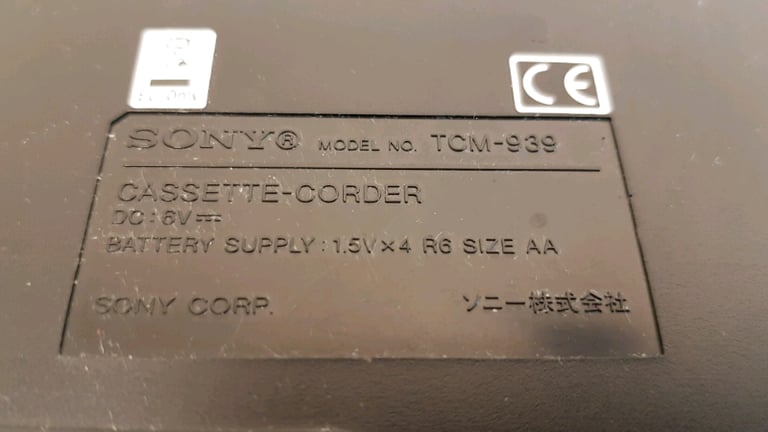 CE
SONY® MODEL NO. TCM-939
CASSETTE-CORDER
DC:6V⎓
BATTERY SUPPLY:1.5V×4 R6 SIZE AA
SONY CORP. ソニー株式会社